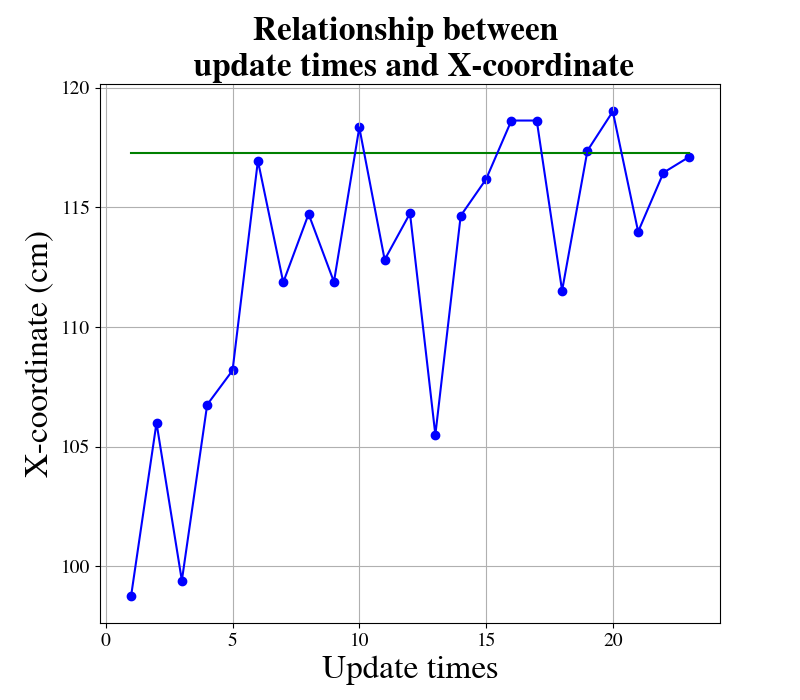 Relationship between
update times and X-coordinate
120
115
110
105
100
X-coordinate (cm)
0 5 10 15 20
Update times